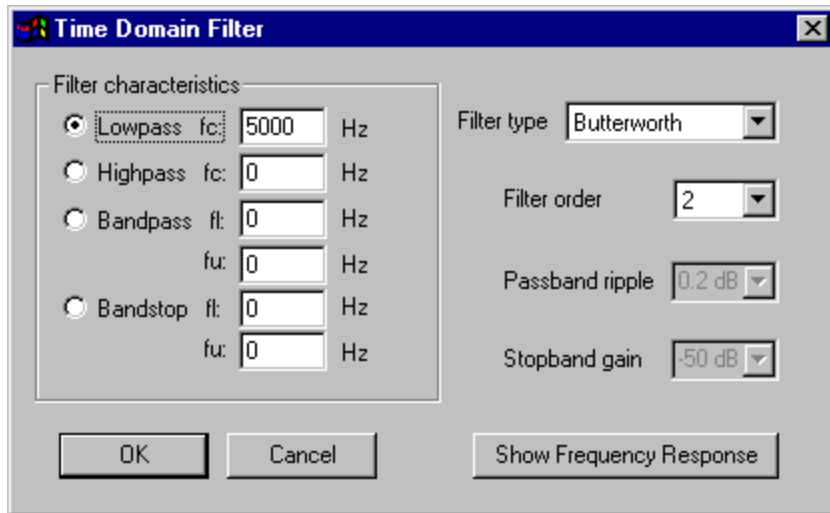 Time Domain Filter
Filter characteristics
Lowpass fc: 5000 Hz
Highpass fc: 0 Hz
Bandpass fl: 0 Hz
fu: 0 Hz
Bandstop fl: 0 Hz
fu: 0 Hz
Filter type Butterworth
Filter order 2
Passband ripple 0.2 dB
Stopband gain -50 dB
OK Cancel Show Frequency Response